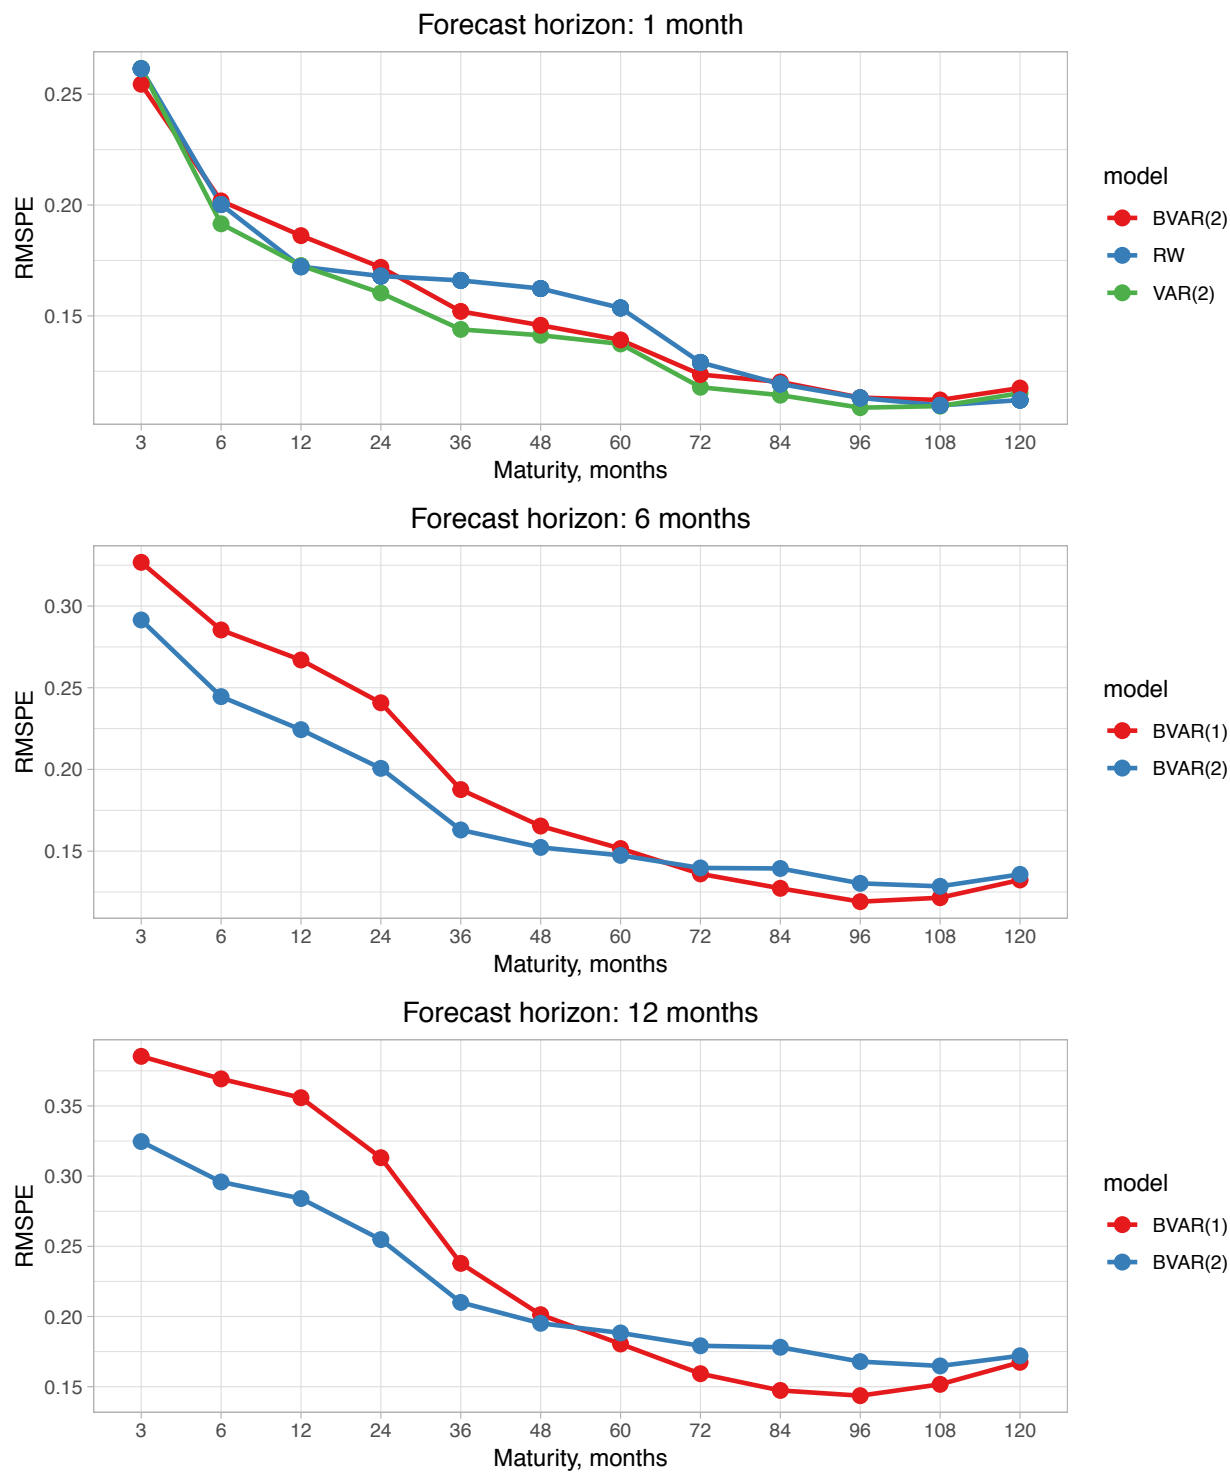 Forecast horizon: 1 month
RMSPE
0.25
0.20
0.15
3 6 12 24 36 48 60 72 84 96 108 120
Maturity, months
model
BVAR(2)
RW
VAR(2)
Forecast horizon: 6 months
RMSPE
0.30
0.25
0.20
0.15
3 6 12 24 36 48 60 72 84 96 108 120
Maturity, months
model
BVAR(1)
BVAR(2)
Forecast horizon: 12 months
RMSPE
0.35
0.30
0.25
0.20
0.15
3 6 12 24 36 48 60 72 84 96 108 120
Maturity, months
model
BVAR(1)
BVAR(2)